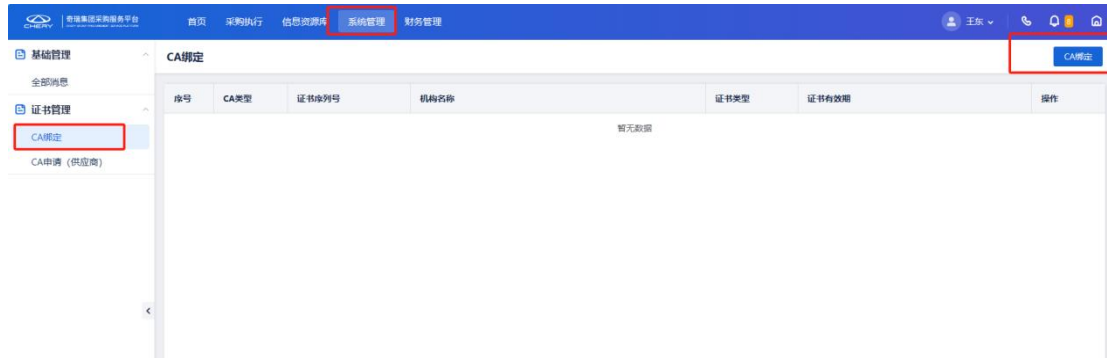 CHERY 奇瑞集团采购服务平台 首页 采购执行 信息资源库 系统管理 财务管理 王东
基础管理
全部消息
证书管理
CA绑定
CA申请（供应商）
CA绑定 CA绑定
序号 CA类型 证书序列号 机构名称 证书类型 证书有效期 操作
暂无数据